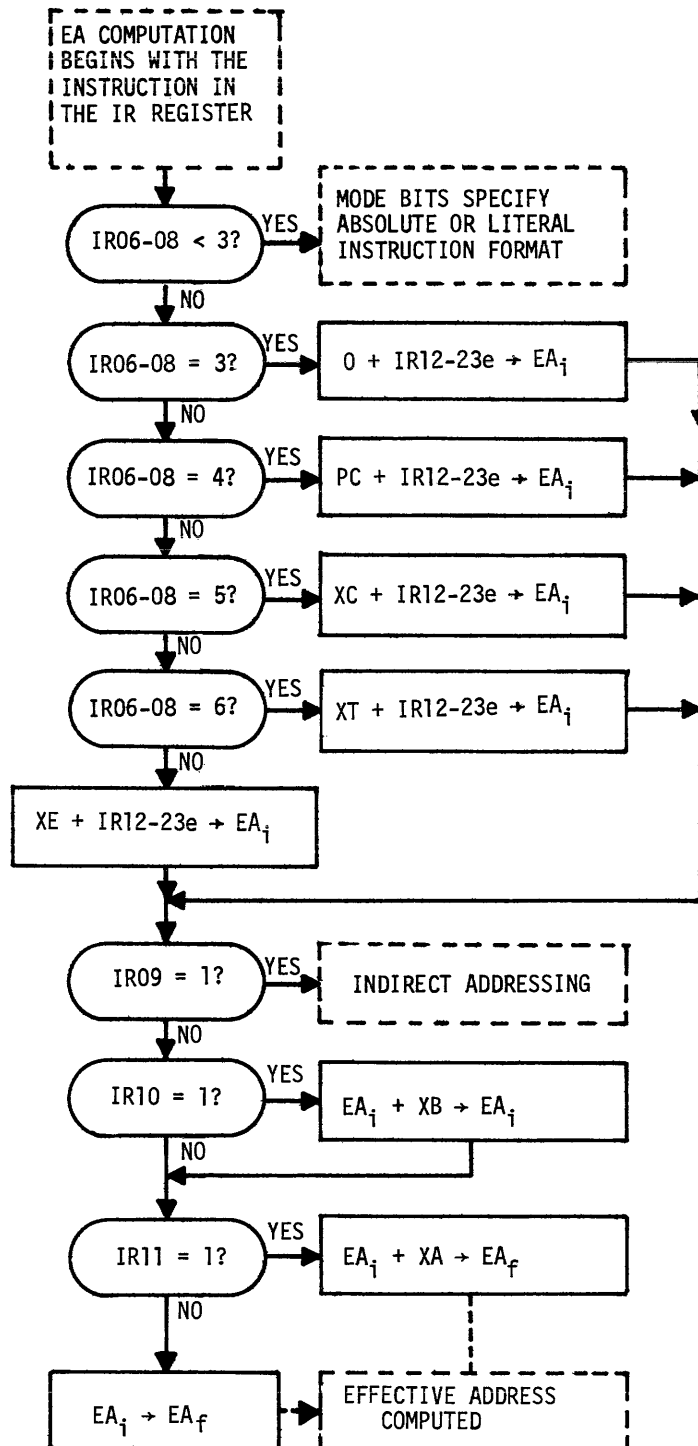 EA COMPUTATION
BEGINS WITH THE
INSTRUCTION IN
THE IR REGISTER
IR06-08 < 3?
YES
MODE BITS SPECIFY
ABSOLUTE OR LITERAL
INSTRUCTION FORMAT
NO
IR06-08 = 3?
YES
0 + IR12-23e → EAi
NO
IR06-08 = 4?
YES
PC + IR12-23e → EAi
NO
IR06-08 = 5?
YES
XC + IR12-23e → EAi
NO
IR06-08 = 6?
YES
XT + IR12-23e → EAi
NO
XE + IR12-23e → EAi
IR09 = 1?
YES
INDIRECT ADDRESSING
NO
IR10 = 1?
YES
EAi + XB → EAi
NO
IR11 = 1?
YES
EAi + XA → EAf
NO
EAi → EAf
EFFECTIVE ADDRESS
COMPUTED